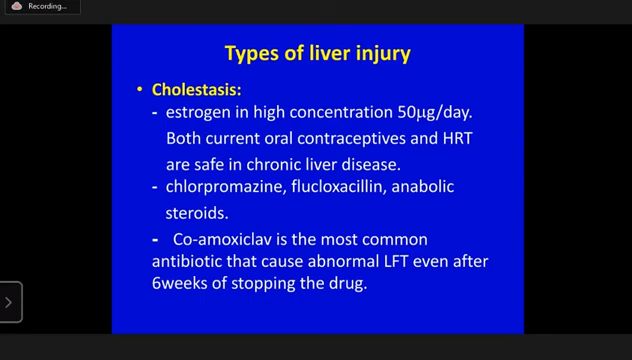 Recording...
Types of liver injury
• Cholestasis:
- estrogen in high concentration 50µg/day.
Both current oral contraceptives and HRT
are safe in chronic liver disease.
- chlorpromazine, flucloxacillin, anabolic
steroids.
- Co-amoxiclav is the most common
antibiotic that cause abnormal LFT even after
6weeks of stopping the drug.